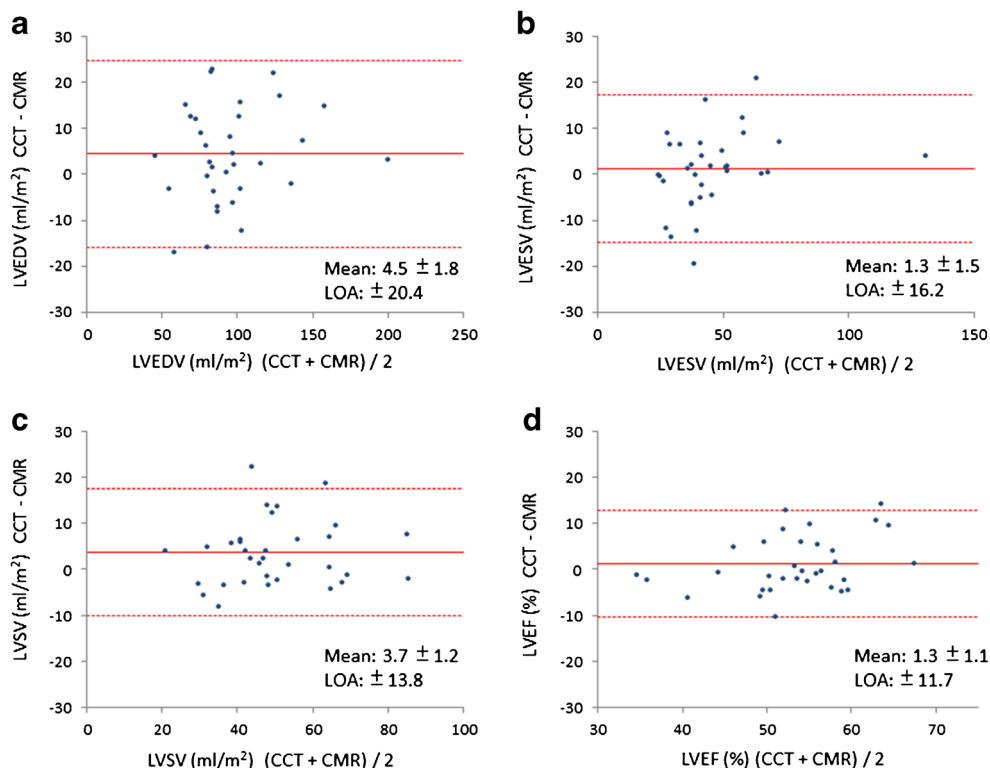 a
30
20
10
0
-10
-20
-30
LVEDV (ml/m²) CCT - CMR
Mean: 4.5 ± 1.8
LOA: ± 20.4
0 50 100 150 200 250
LVEDV (ml/m²) (CCT + CMR) / 2
b
30
20
10
0
-10
-20
-30
LVESV (ml/m²) CCT - CMR
Mean: 1.3 ± 1.5
LOA: ± 16.2
0 50 100 150
LVESV (ml/m²) (CCT + CMR) / 2
c
30
20
10
0
-10
-20
-30
LVSV (ml/m²) CCT - CMR
Mean: 3.7 ± 1.2
LOA: ± 13.8
0 20 40 60 80 100
LVSV (ml/m²) (CCT + CMR) / 2
d
30
20
10
0
-10
-20
-30
LVEF (%) CCT - CMR
Mean: 1.3 ± 1.1
LOA: ± 11.7
30 40 50 60 70
LVEF (%) (CCT + CMR) / 2